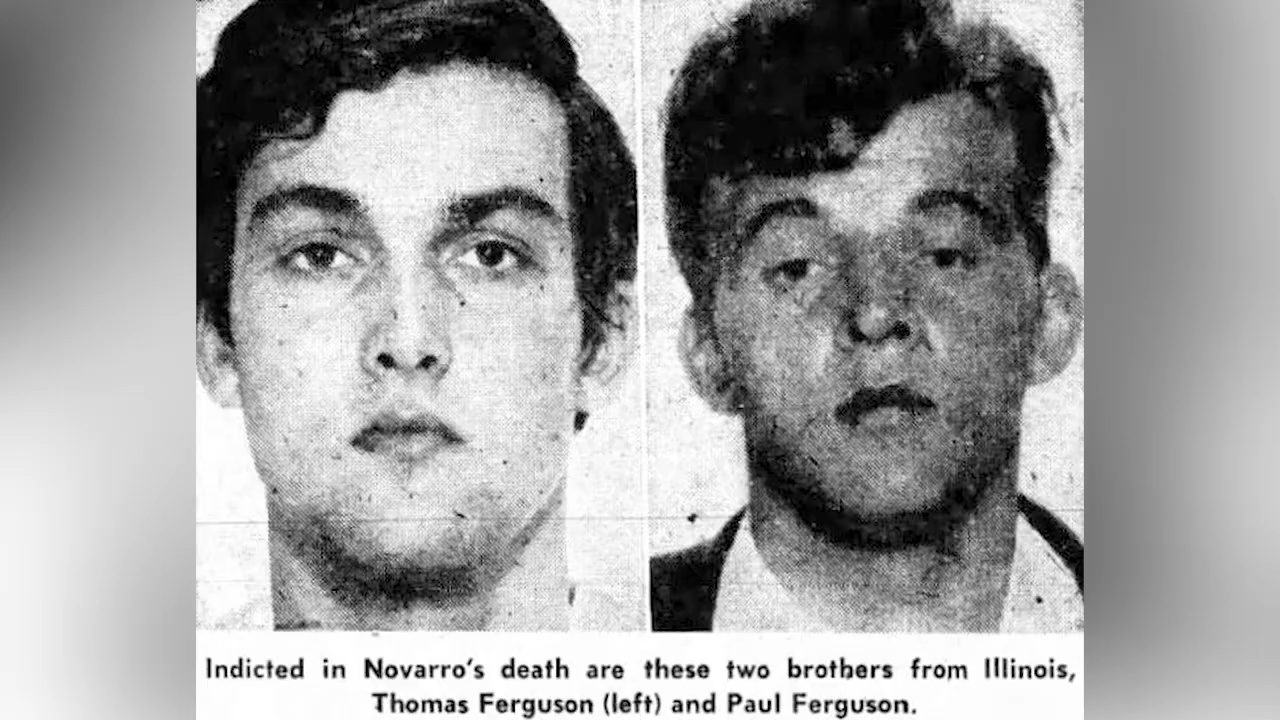 Indicted in Novarro's death are these two brothers from Illinois,
Thomas Ferguson (left) and Paul Ferguson.